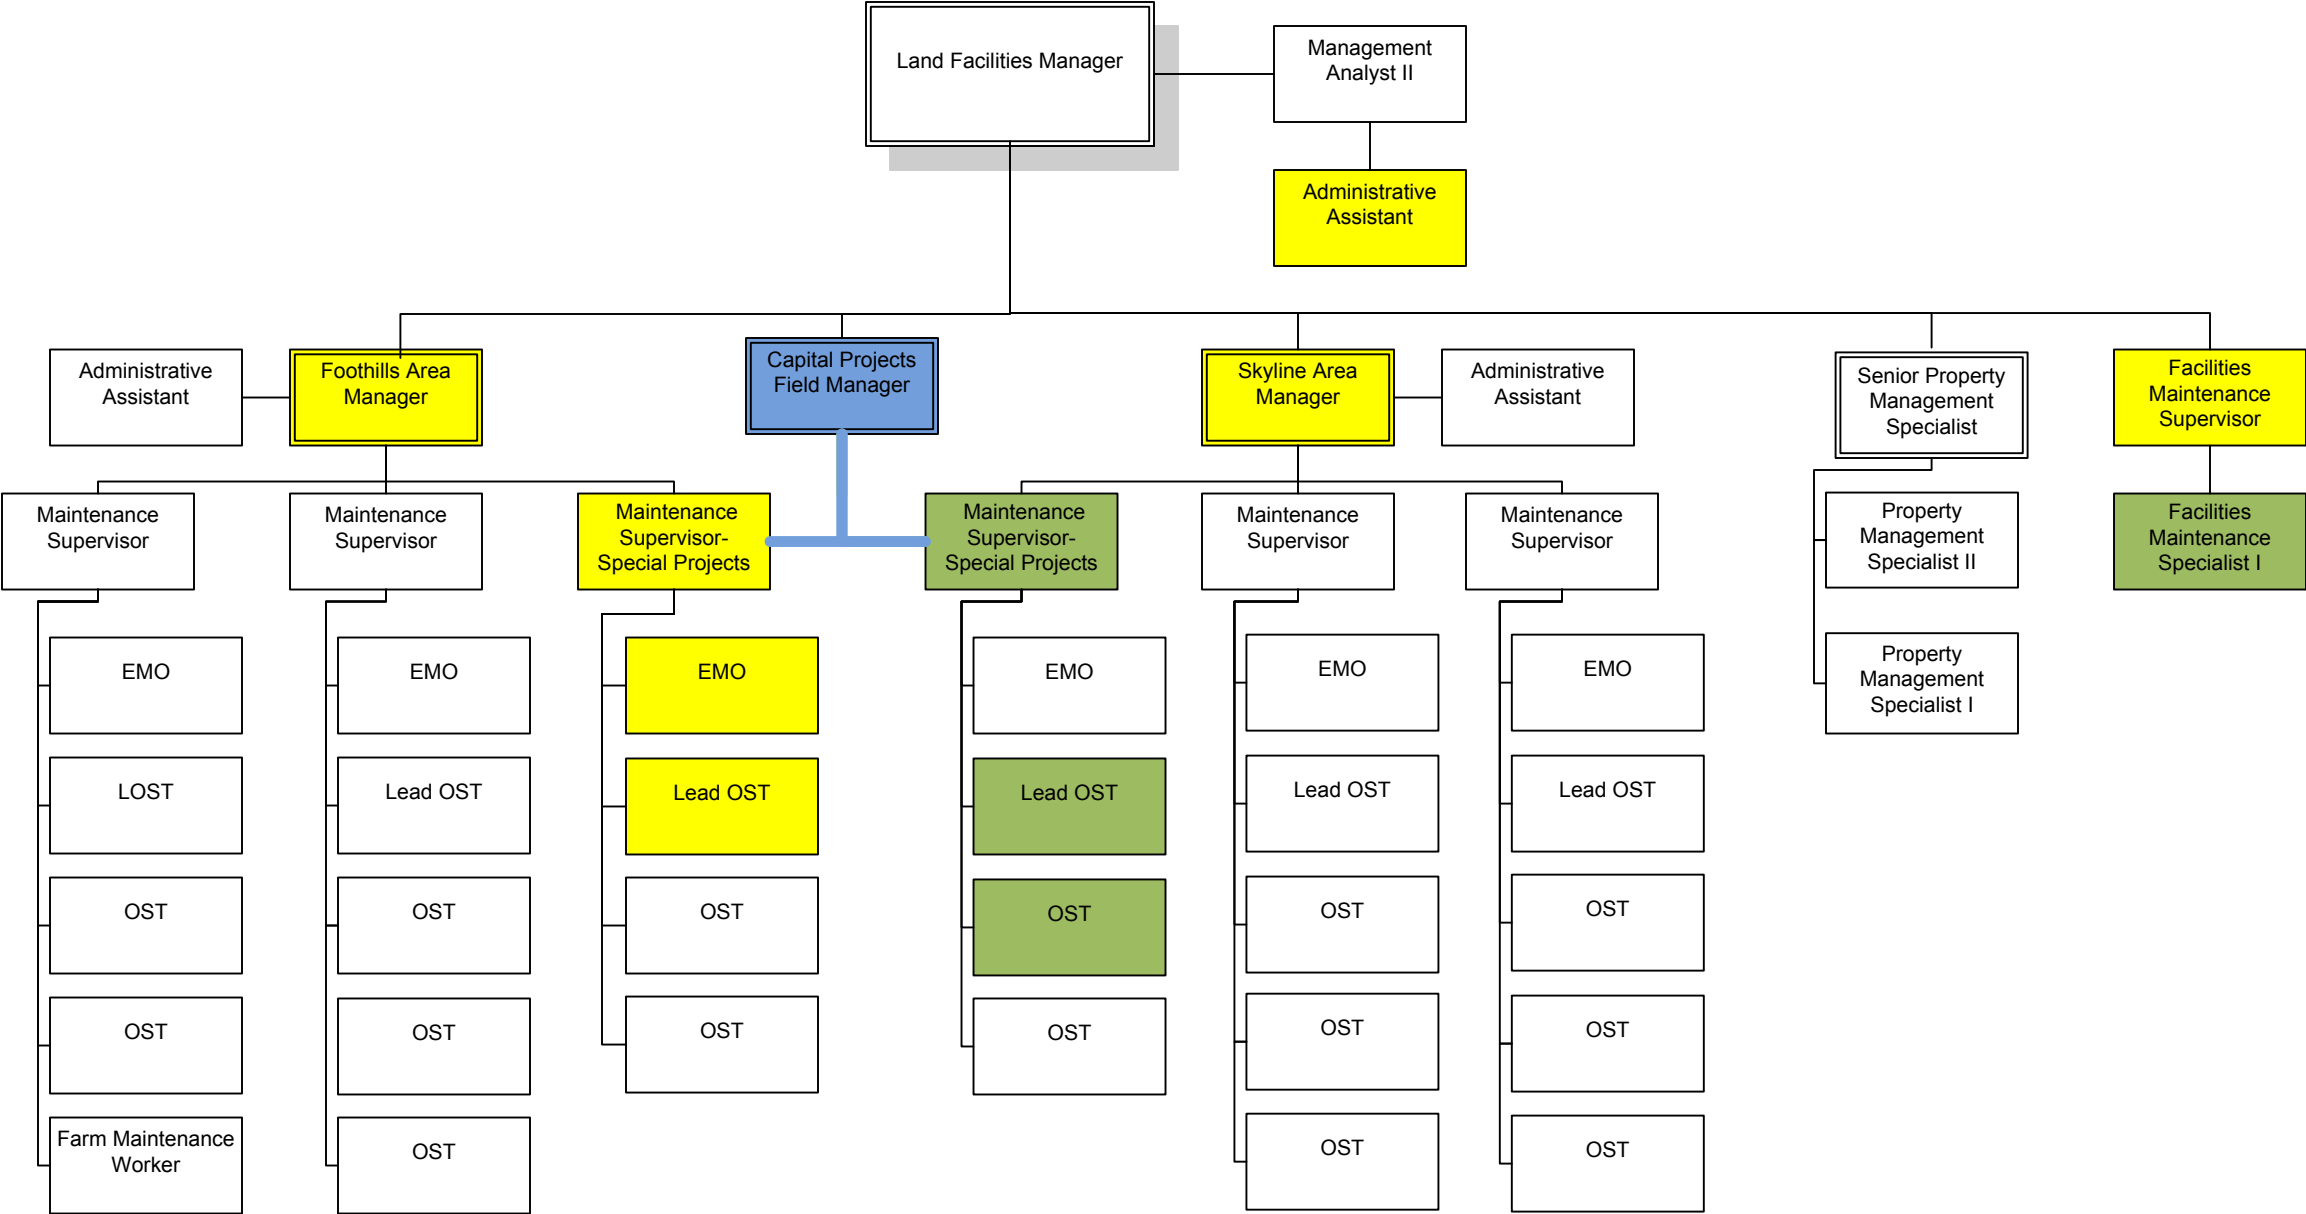 Land Facilities Manager
Management
Analyst II
Administrative
Assistant
Administrative
Assistant
Foothills Area
Manager
Capital Projects
Field Manager
Skyline Area
Manager
Administrative
Assistant
Senior Property
Management
Specialist
Facilities
Maintenance
Supervisor
Maintenance
Supervisor
Maintenance
Supervisor
Maintenance
Supervisor-
Special Projects
Maintenance
Supervisor-
Special Projects
Maintenance
Supervisor
Maintenance
Supervisor
Property
Management
Specialist II
Facilities
Maintenance
Specialist I
EMO
EMO
EMO
EMO
EMO
EMO
Property
Management
Specialist I
LOST
Lead OST
Lead OST
Lead OST
Lead OST
Lead OST
OST
OST
OST
OST
OST
OST
OST
OST
OST
OST
OST
OST
Farm Maintenance
Worker
OST
OST
OST